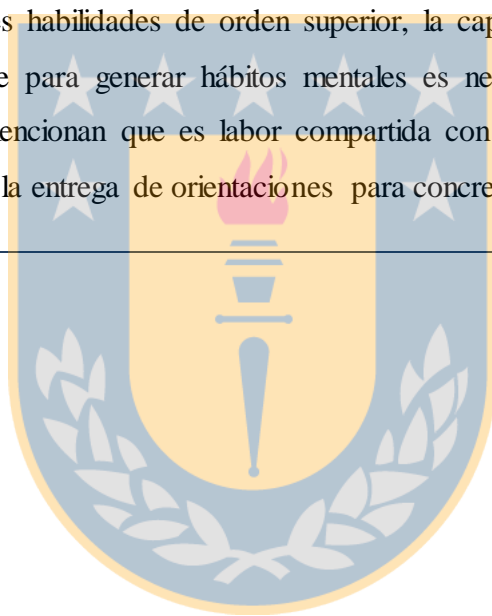 es habilidades de orden superior, la cap
e para generar hábitos mentales es ne
encionan que es labor compartida con
la entrega de orientaciones para concre